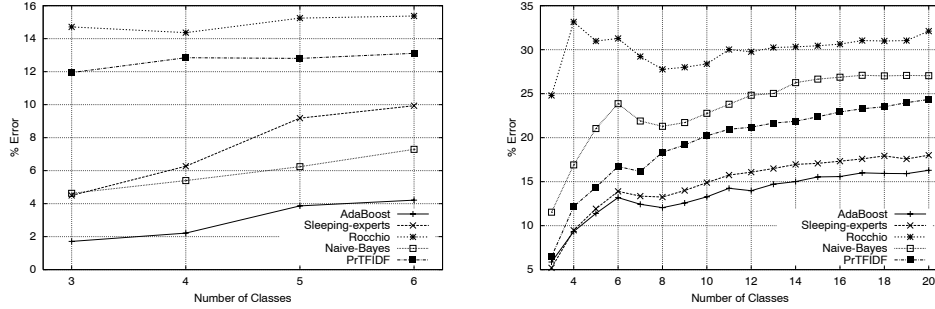 16
14
12
10
8
6
4
2
0
% Error
3 4 5 6
Number of Classes
AdaBoost
Sleeping-experts
Rocchio
Naive-Bayes
PrTFIDF
35
30
25
20
15
10
5
% Error
4 6 8 10 12 14 16 18 20
Number of Classes
AdaBoost
Sleeping-experts
Rocchio
Naive-Bayes
PrTFIDF